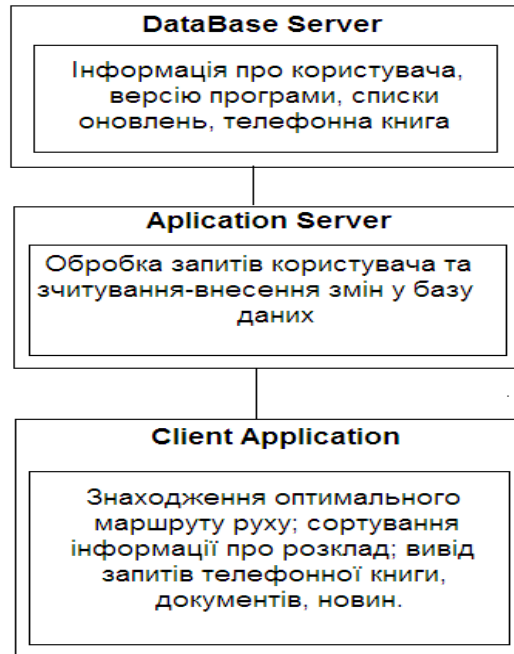 DataBase Server
Інформація про користувача,
версію програми, списки
оновлень, телефонна книга
Aplication Server
Обробка запитів користувача та
зчитування-внесення змін у базу
даних
Client Application
Знаходження оптимального
маршруту руху; сортування
інформації про розклад; вивід
запитів телефонної книги,
документів, новин.